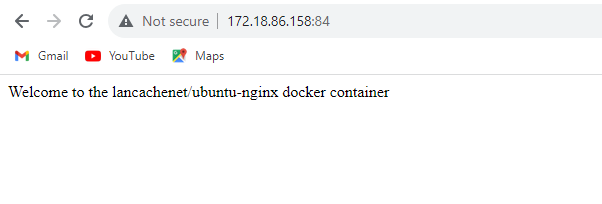 Not secure 172.18.86.158:84
Gmail YouTube Maps
Welcome to the lancachenet/ubuntu-nginx docker container